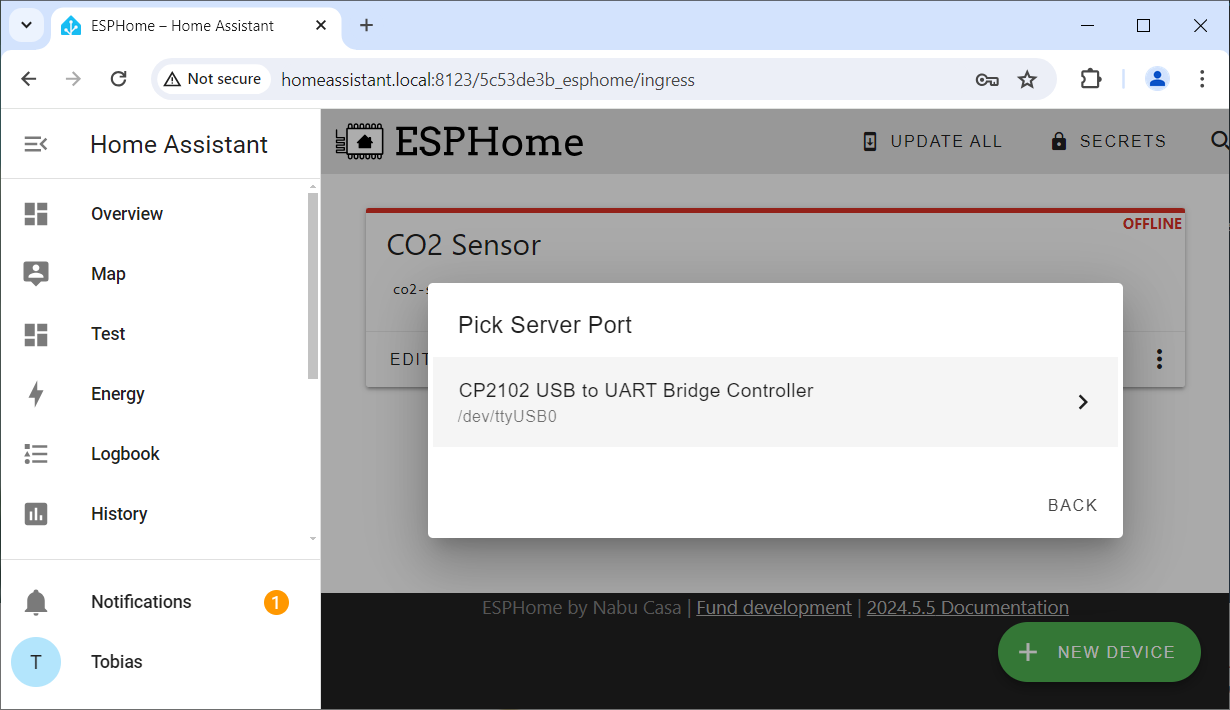 ESPHome – Home Assistant
Not secure
homeassistant.local:8123/5c53de3b_esphome/ingress
Home Assistant
Overview
Map
Test
Energy
Logbook
History
Notifications
1
T
Tobias
ESPHome
UPDATE ALL
SECRETS
OFFLINE
CO2 Sensor
co2-
EDIT
Pick Server Port
CP2102 USB to UART Bridge Controller
/dev/ttyUSB0
BACK
ESPHome by Nabu Casa | Fund development | 2024.5.5 Documentation
NEW DEVICE